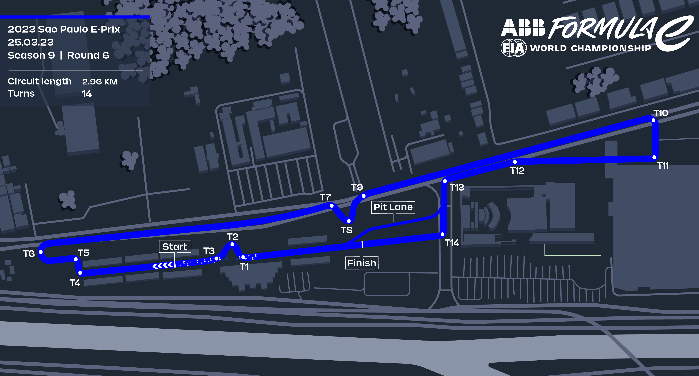 2023 Sao Paulo E-Prix
25.03.23
Season 9 | Round 6
Circuit length 2.96 KM
Turns 14
ABB FORMULA E
FIA WORLD CHAMPIONSHIP
T10
T11
T12
T9
T13
T7
Pit Lane
T8
T2
T14
Start
T3
T5
T6
T1
Finish
T4